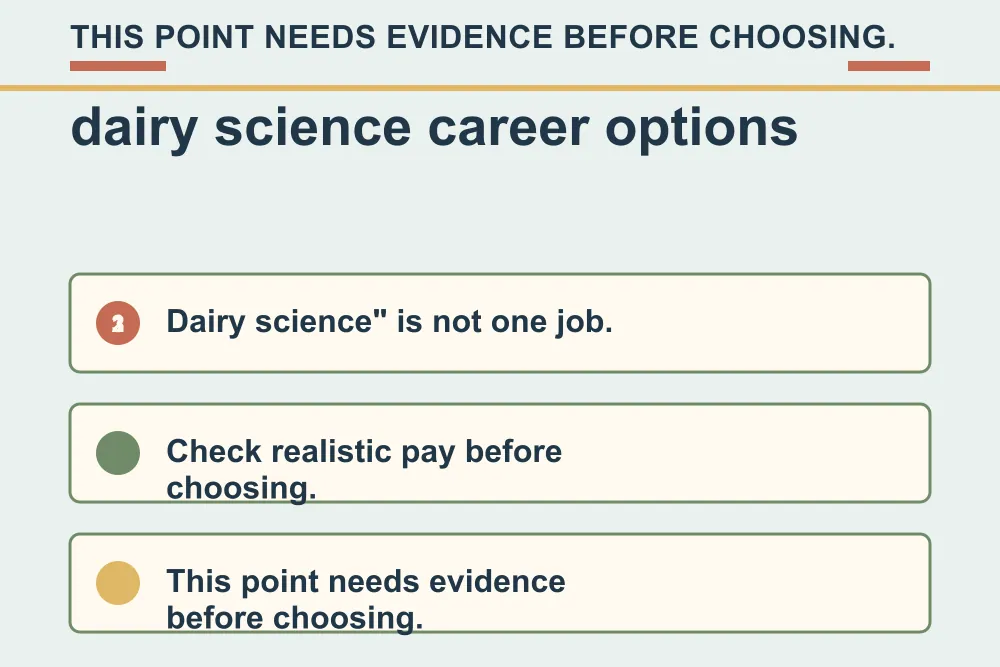 THIS POINT NEEDS EVIDENCE BEFORE CHOOSING.
dairy science career options
Dairy science" is not one job.
Check realistic pay before
choosing.
This point needs evidence
before choosing.